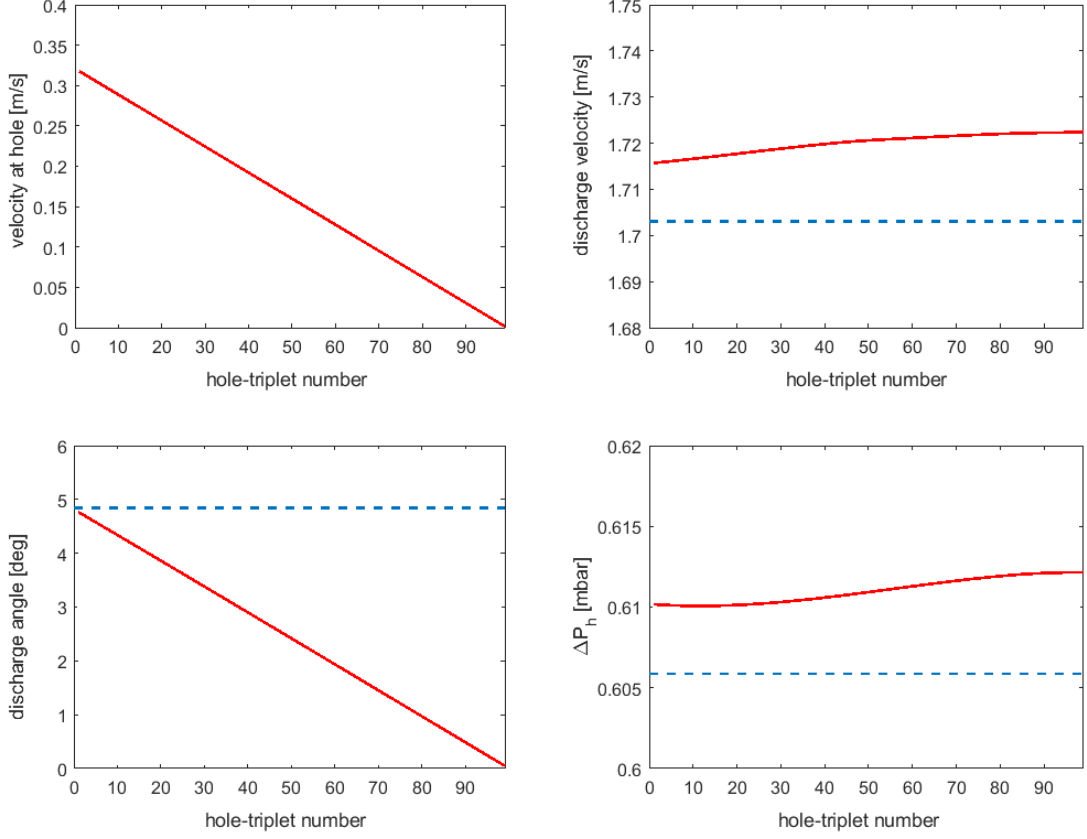 0.4
0.35
0.3
0.25
0.2
0.15
0.1
0.05
0
velocity at hole [m/s]
0 10 20 30 40 50 60 70 80 90
hole-triplet number
1.75
1.74
1.73
1.72
1.71
1.7
1.69
1.68
discharge velocity [m/s]
0 10 20 30 40 50 60 70 80 90
hole-triplet number
6
5
4
3
2
1
0
discharge angle [deg]
0 10 20 30 40 50 60 70 80 90
hole-triplet number
0.62
0.615
0.61
0.605
0.6
ΔPh [mbar]
0 10 20 30 40 50 60 70 80 90
hole-triplet number